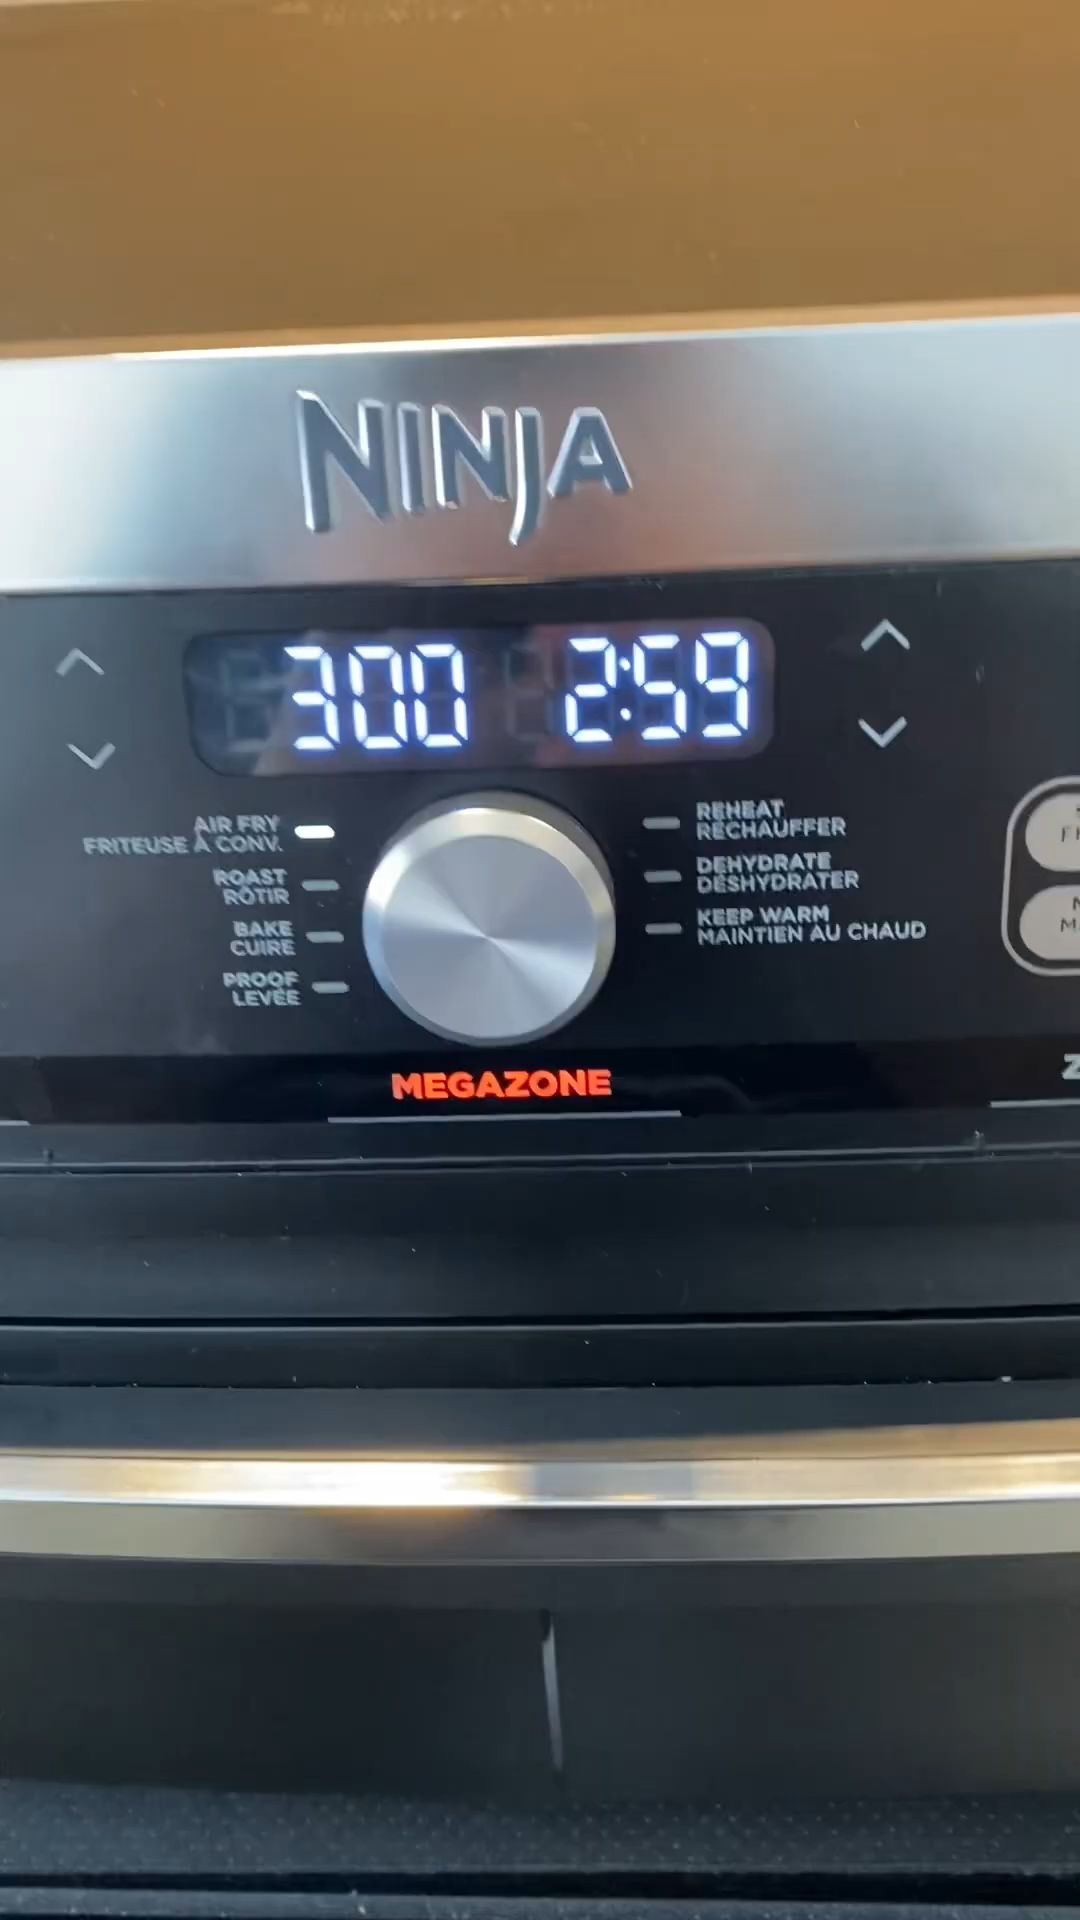 NINJA
300 2:59
AIR FRY
FRITEUSE À CONV.
ROAST
RÔTIR
BAKE
CUIRE
PROOF
LEVÉE
REHEAT
RÉCHAUFFER
DEHYDRATE
DÉSHYDRATER
KEEP WARM
MAINTIEN AU CHAUD
MEGAZONE